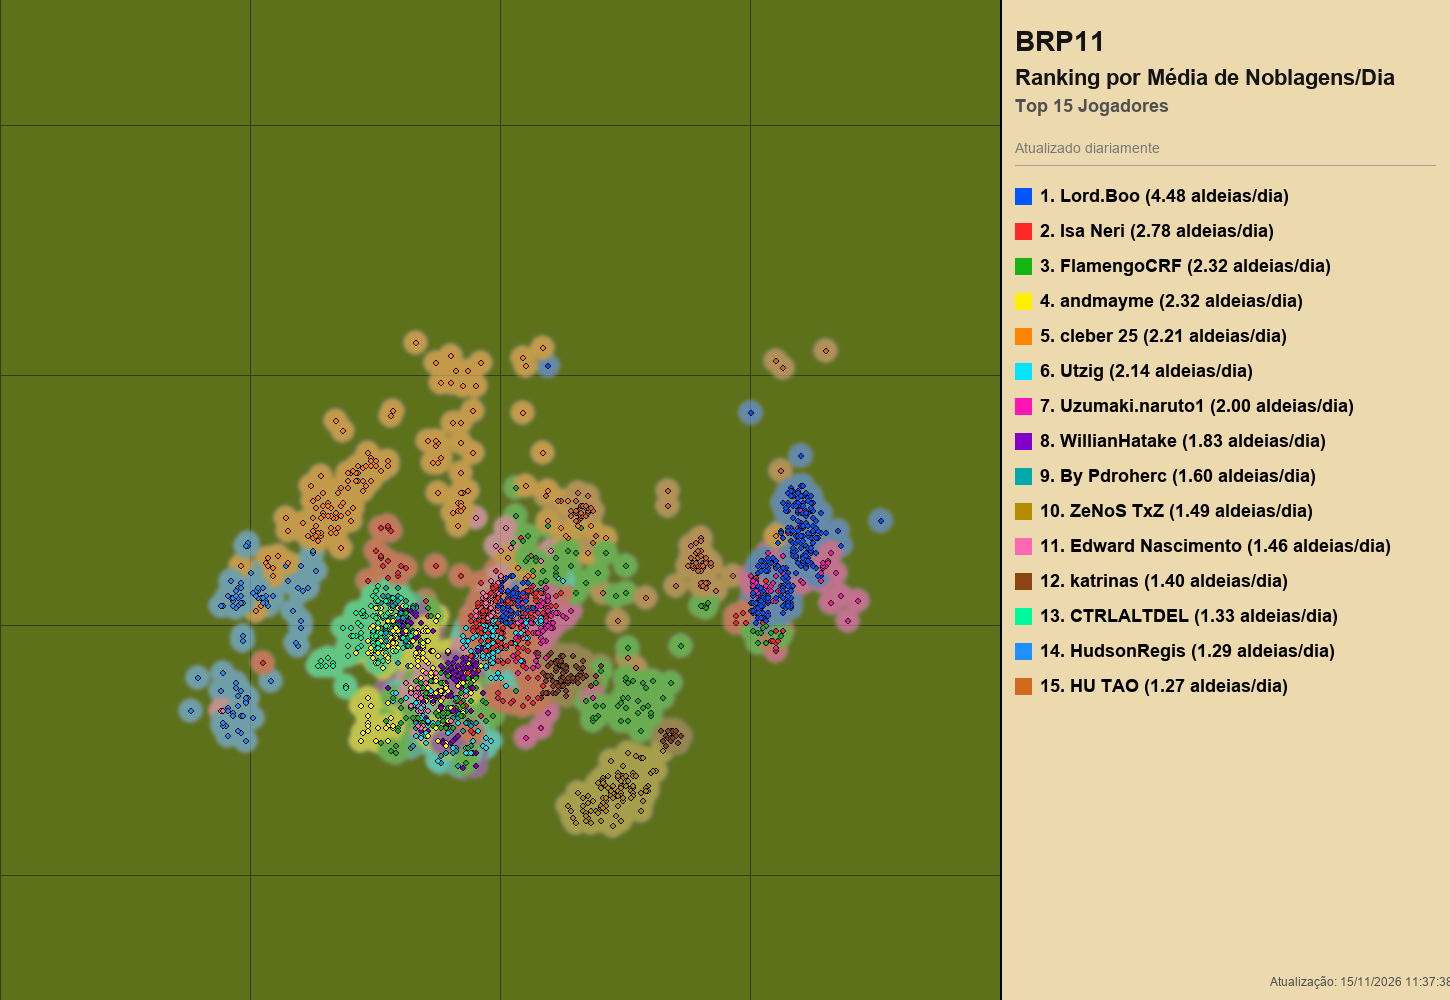 BRP11
Ranking por Média de Noblagens/Dia
Top 15 Jogadores
Atualizado diariamente
1. Lord.Boo (4.48 aldeias/dia)
2. Isa Neri (2.78 aldeias/dia)
3. FlamengoCRF (2.32 aldeias/dia)
4. andmayme (2.32 aldeias/dia)
5. cleber 25 (2.21 aldeias/dia)
6. Utzig (2.14 aldeias/dia)
7. Uzumaki.naruto1 (2.00 aldeias/dia)
8. WillianHatake (1.83 aldeias/dia)
9. By Pdroherc (1.60 aldeias/dia)
10. ZeNoS TxZ (1.49 aldeias/dia)
11. Edward Nascimento (1.46 aldeias/dia)
12. katrinas (1.40 aldeias/dia)
13. CTRLALTDEL (1.33 aldeias/dia)
14. HudsonRegis (1.29 aldeias/dia)
15. HU TAO (1.27 aldeias/dia)
Atualização: 15/11/2026 11:37:38